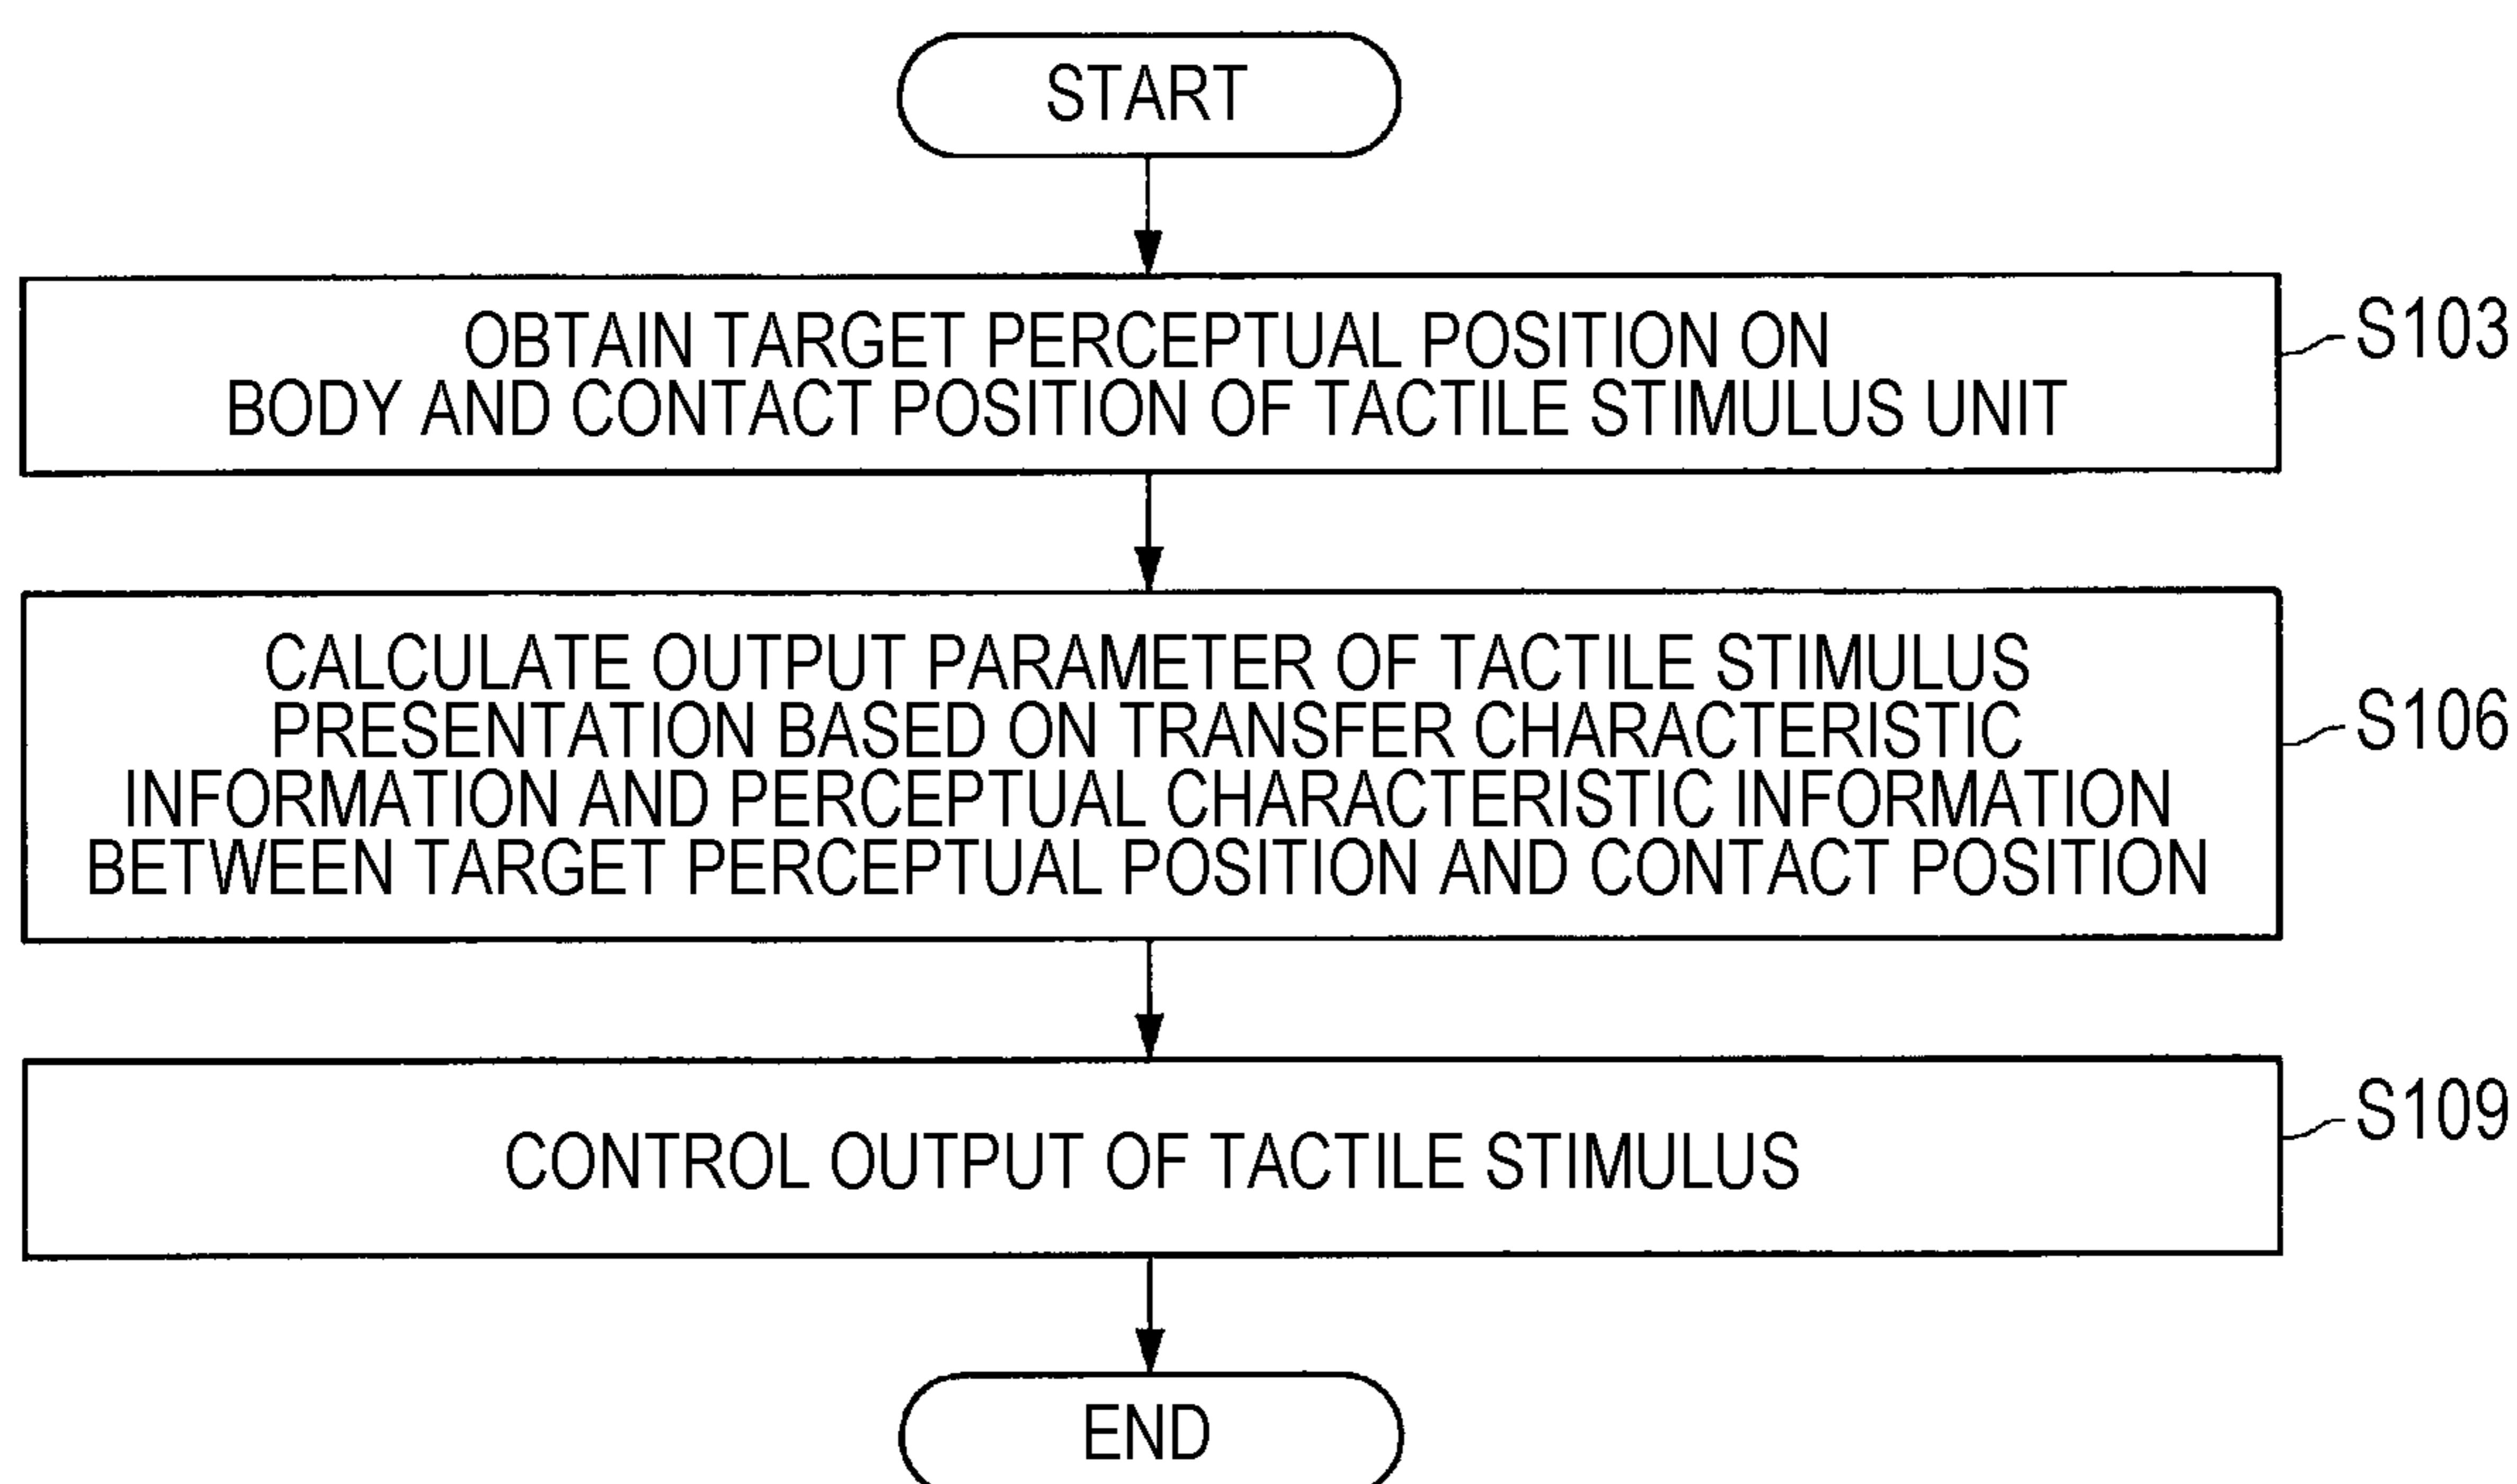 START
OBTAIN TARGET PERCEPTUAL POSITION ON
BODY AND CONTACT POSITION OF TACTILE STIMULUS UNIT
S103
CALCULATE OUTPUT PARAMETER OF TACTILE STIMULUS
PRESENTATION BASED ON TRANSFER CHARACTERISTIC
INFORMATION AND PERCEPTUAL CHARACTERISTIC INFORMATION
BETWEEN TARGET PERCEPTUAL POSITION AND CONTACT POSITION
S106
CONTROL OUTPUT OF TACTILE STIMULUS
S109
END